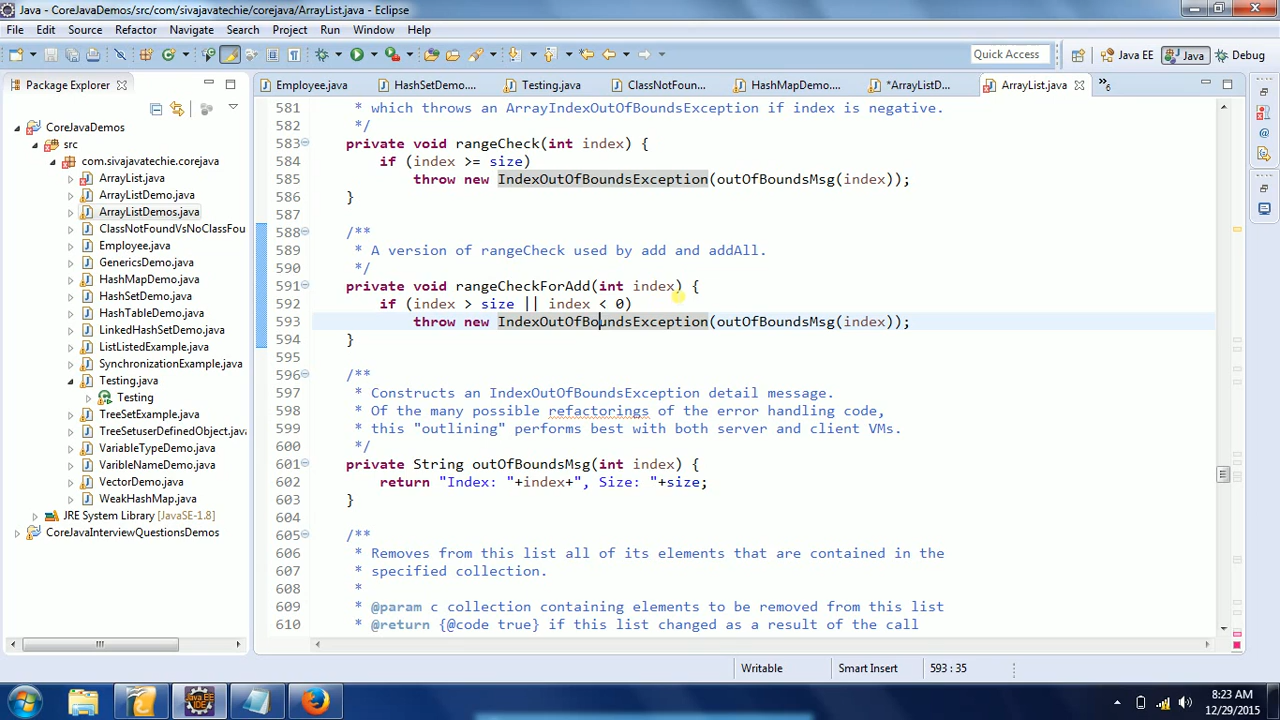 Java - CoreJavaDemos/src/com/sivajavatechie/corejava/ArrayList.java - Eclipse
File Edit Source Refactor Navigate Search Project Run Window Help
Quick Access Java EE Java Debug
Package Explorer
Employee.java HashSetDemo.... Testing.java ClassNotFoun... HashMapDemo.... *ArrayListD... ArrayList.java »6
CoreJavaDemos
src
com.sivajavatechie.corejava
ArrayList.java
ArrayListDemo.java
ArrayListDemos.java
ClassNotFoundVsNoClassFou
Employee.java
GenericsDemo.java
HashMapDemo.java
HashSetDemo.java
HashTableDemo.java
LinkedHashSetDemo.java
ListListedExample.java
SynchronizationExample.java
Testing.java
Testing
TreeSetExample.java
TreeSetuserDefinedObject.java
VariableTypeDemo.java
VaribleNameDemo.java
VectorDemo.java
WeakHashMap.java
JRE System Library [JavaSE-1.8]
CoreJavaInterviewQuestionsDemos
581 * which throws an ArrayIndexOutOfBoundsException if index is negative.
582 */
583 private void rangeCheck(int index) {
584 if (index >= size)
585 throw new IndexOutOfBoundsException(outOfBoundsMsg(index));
586 }
587
588 /**
589 * A version of rangeCheck used by add and addAll.
590 */
591 private void rangeCheckForAdd(int index) {
592 if (index > size || index < 0)
593 throw new IndexOutOfBoundsException(outOfBoundsMsg(index));
594 }
595
596 /**
597 * Constructs an IndexOutOfBoundsException detail message.
598 * Of the many possible refactorings of the error handling code,
599 * this "outlining" performs best with both server and client VMs.
600 */
601 private String outOfBoundsMsg(int index) {
602 return "Index: "+index+", Size: "+size;
603 }
604
605 /**
606 * Removes from this list all of its elements that are contained in the
607 * specified collection.
608 *
609 * @param c collection containing elements to be removed from this list
610 * @return {@code true} if this list changed as a result of the call
Writable Smart Insert 593 : 35
Java EE
IDE
8:23 AM
12/29/2015